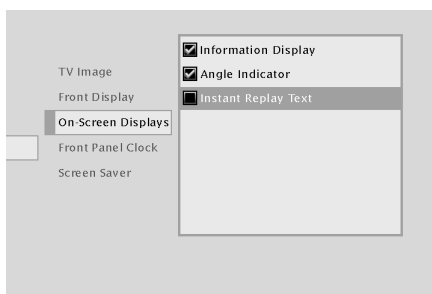 TV Image
Front Display
On-Screen Displays
Front Panel Clock
Screen Saver
Information Display
Angle Indicator
Instant Replay Text